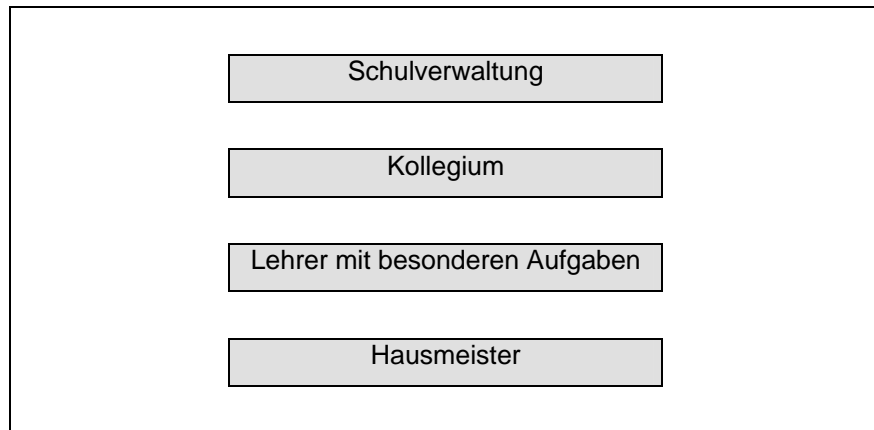 Schulverwaltung
Kollegium
Lehrer mit besonderen Aufgaben
Hausmeister